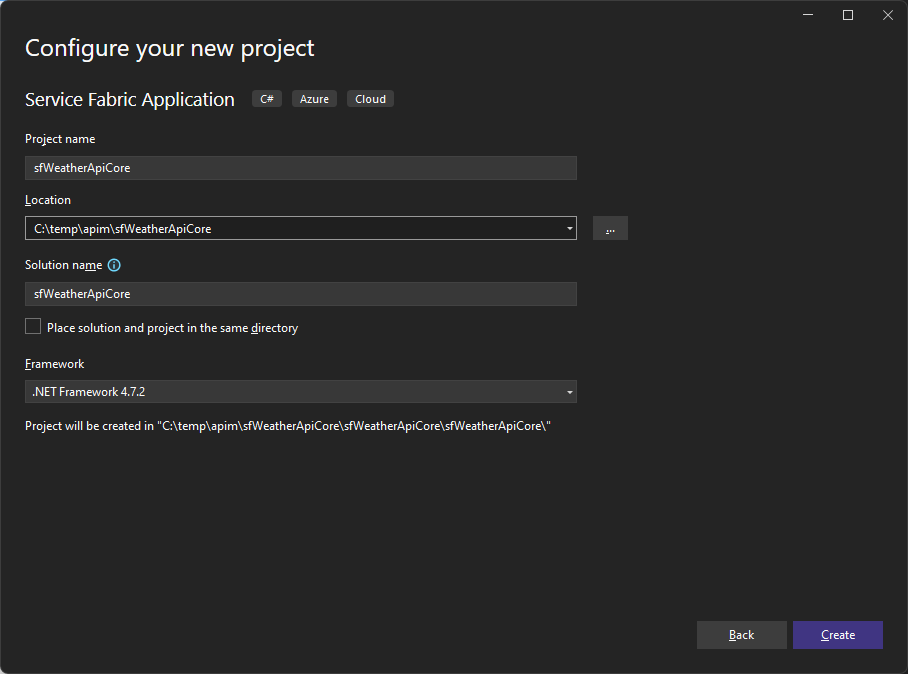 Configure your new project
Service Fabric Application C# Azure Cloud
Project name
sfWeatherApiCore
Location
C:\temp\apim\sfWeatherApiCore
...
Solution name
sfWeatherApiCore
Place solution and project in the same directory
Framework
.NET Framework 4.7.2
Project will be created in "C:\temp\apim\sfWeatherApiCore\sfWeatherApiCore\sfWeatherApiCore\"
Back Create